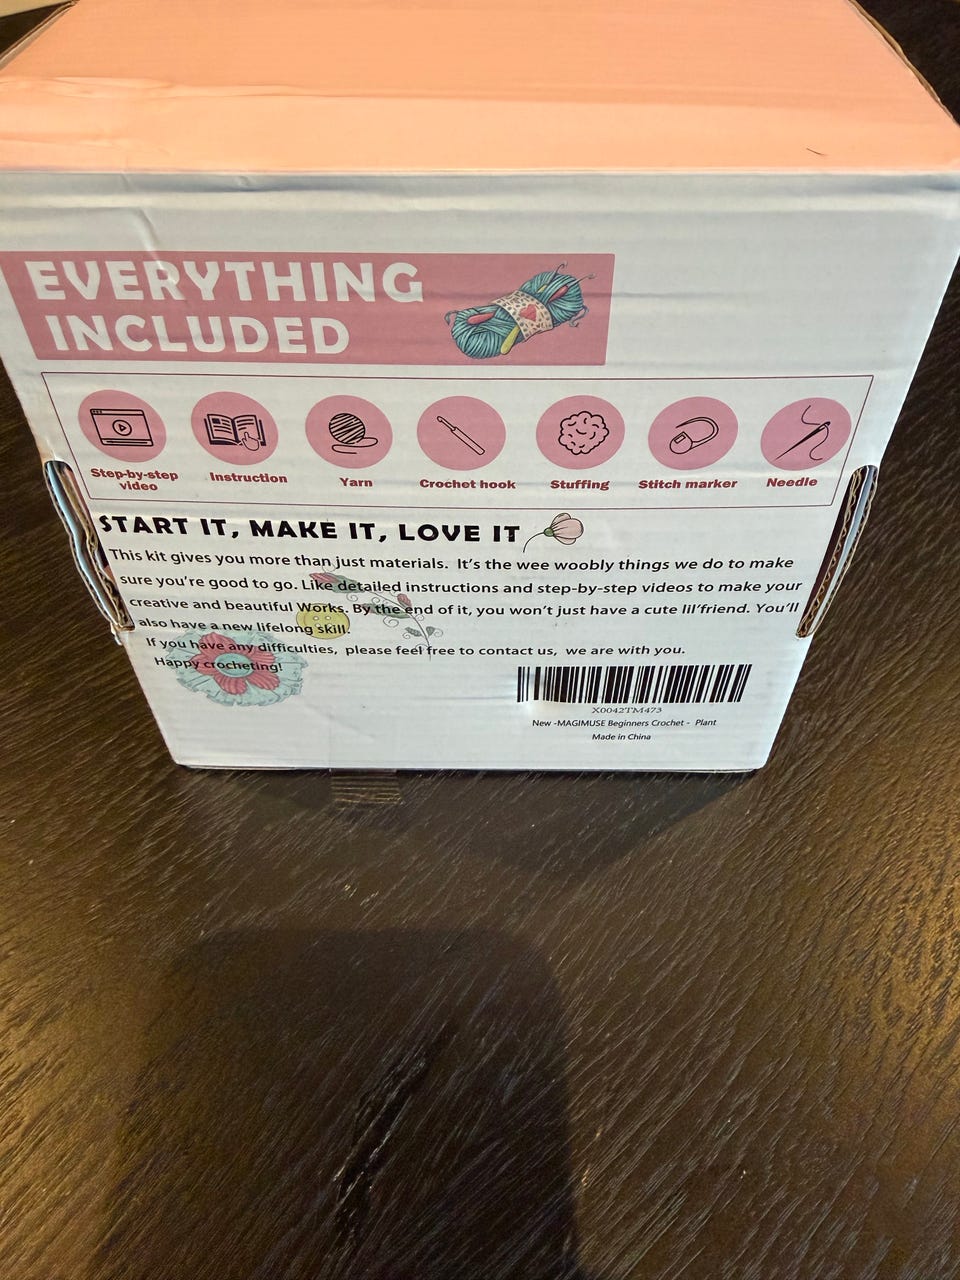 EVERYTHING
INCLUDED
Step-by-step
video
Instruction
Yarn
Crochet hook
Stuffing
Stitch marker
Needle
START IT, MAKE IT, LOVE IT
This kit gives you more than just materials. It's the wee woobly things we do to make
sure you're good to go. Like detailed instructions and step-by-step videos to make your
creative and beautiful Works. By the end of it, you won't just have a cute lil'friend. You'll
also have a new lifelong skill.
If you have any difficulties, please feel free to contact us, we are with you.
Happy crocheting!
X0042TM473
New -MAGIMUSE Beginners Crochet - Plant
Made in China